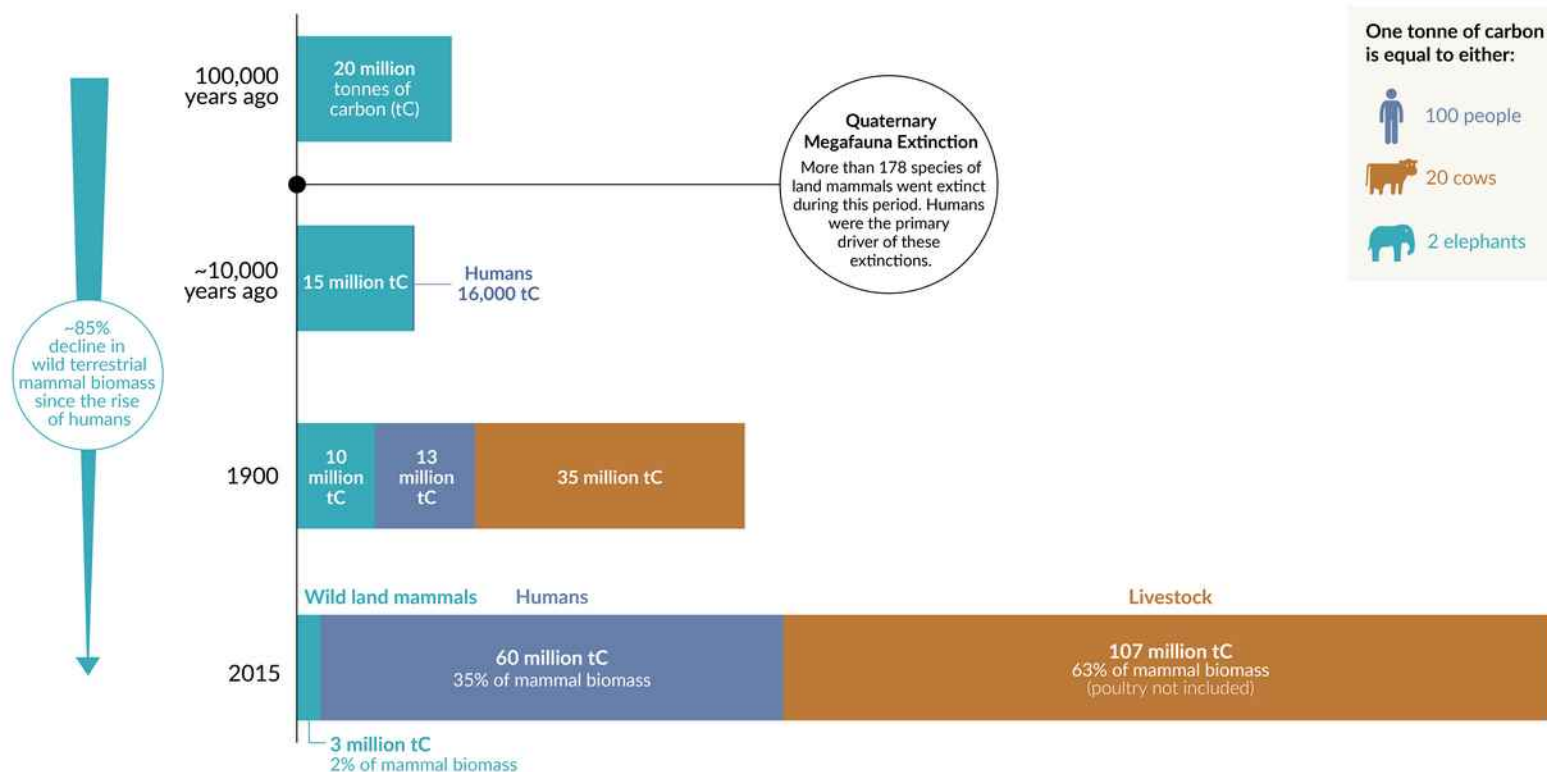 100,000
years ago
20 million
tonnes of
carbon (tC)
Quaternary
Megafauna Extinction
More than 178 species of
land mammals went extinct
during this period. Humans
were the primary
driver of these
extinctions.
One tonne of carbon
is equal to either:
100 people
20 cows
2 elephants
~10,000
years ago
15 million tC
Humans
16,000 tC
~85%
decline in
wild terrestrial
mammal biomass
since the rise
of humans
1900
10
million
tC
13
million
tC
35 million tC
Wild land mammals
Humans
Livestock
2015
60 million tC
35% of mammal biomass
107 million tC
63% of mammal biomass
(poultry not included)
3 million tC
2% of mammal biomass